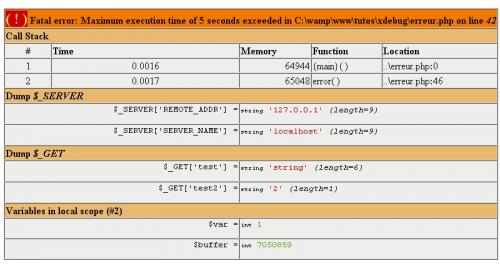 ( ! ) Fatal error: Maximum execution time of 5 seconds exceeded in C:\wamp\www\tutos\xdebug\erreur.php on line 42
Call Stack
# Time Memory Function Location
1 0.0016 64944 {main}( ) ..\erreur.php:0
2 0.0017 65048 error( ) ..\erreur.php:46
Dump $_SERVER
$_SERVER['REMOTE_ADDR'] = string '127.0.0.1' (length=9)
$_SERVER['SERVER_NAME'] = string 'localhost' (length=9)
Dump $_GET
$_GET['test'] = string 'string' (length=6)
$_GET['test2'] = string '2' (length=1)
Variables in local scope (#2)
$var = int 1
$buffer = int 7050859